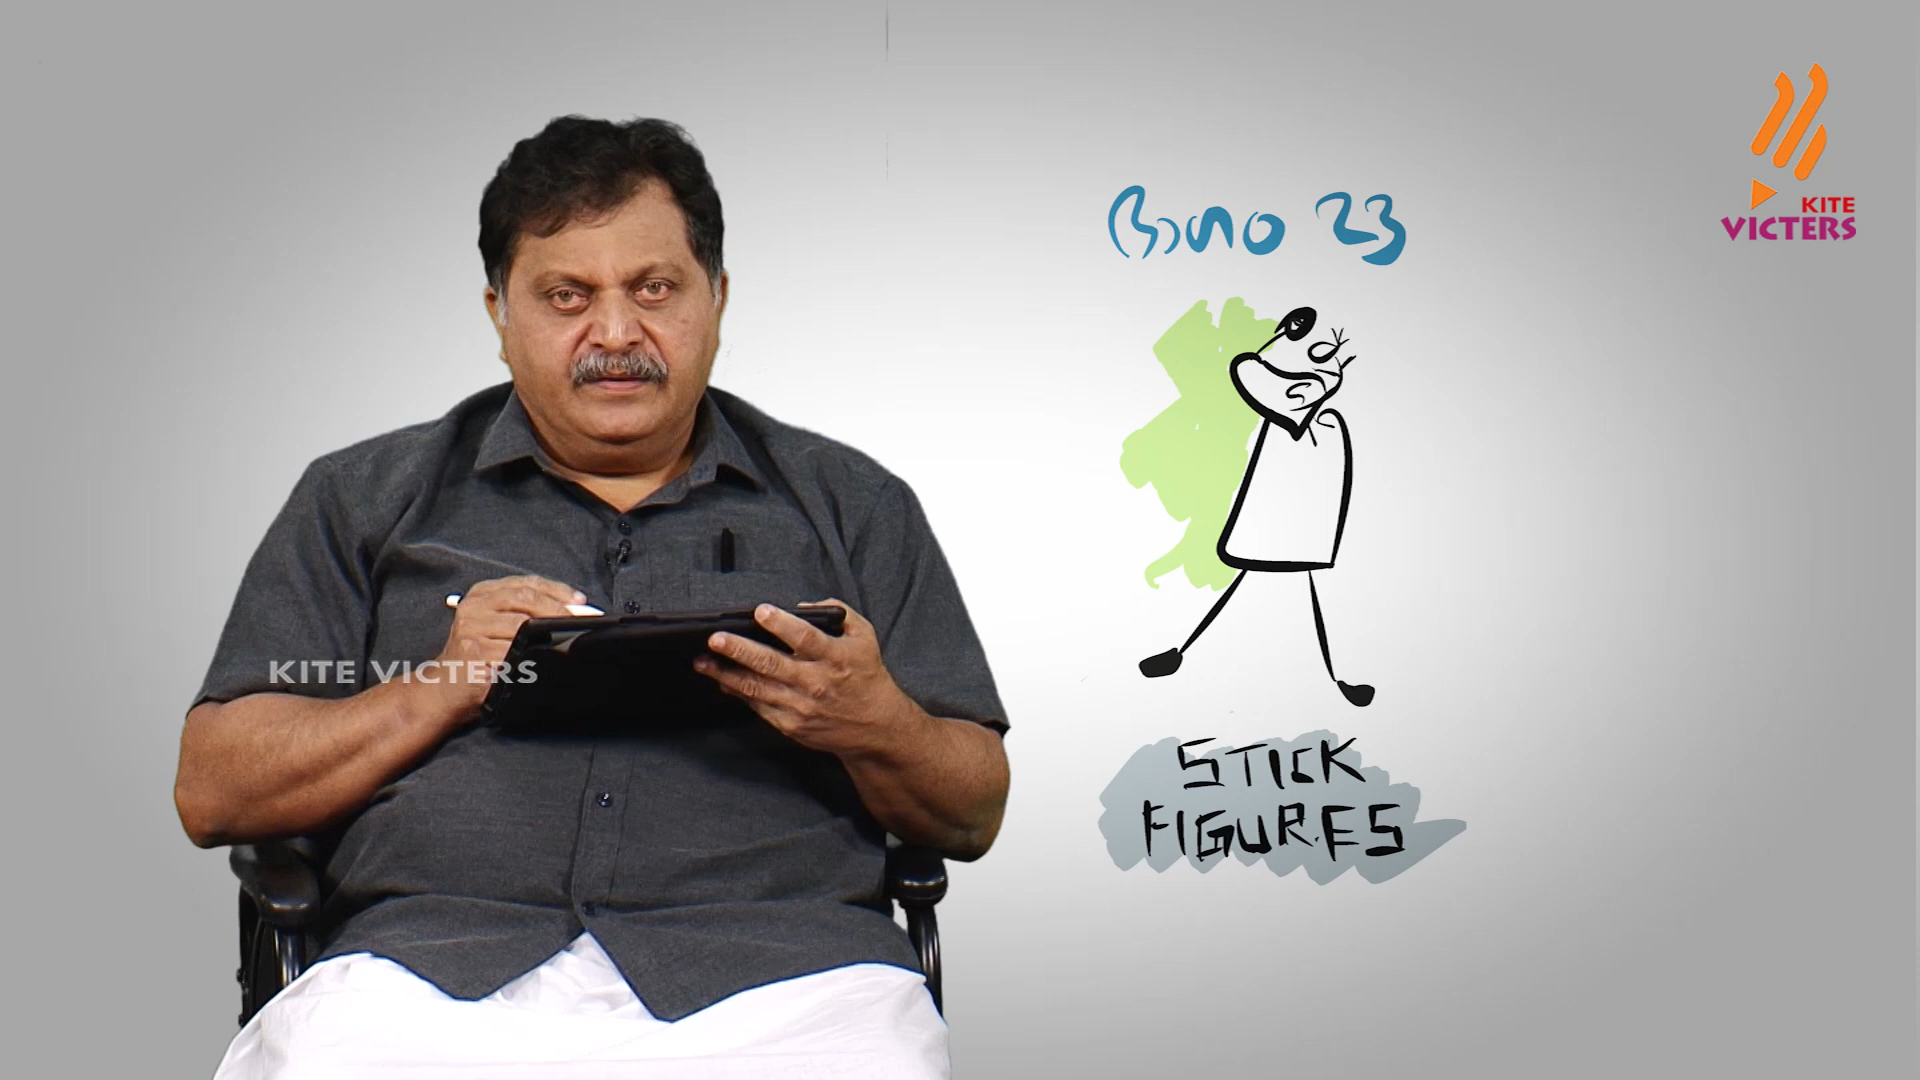 ഭാഗം 23
KITE
VICTERS
KITE VICTERS
STICK
FIGURES